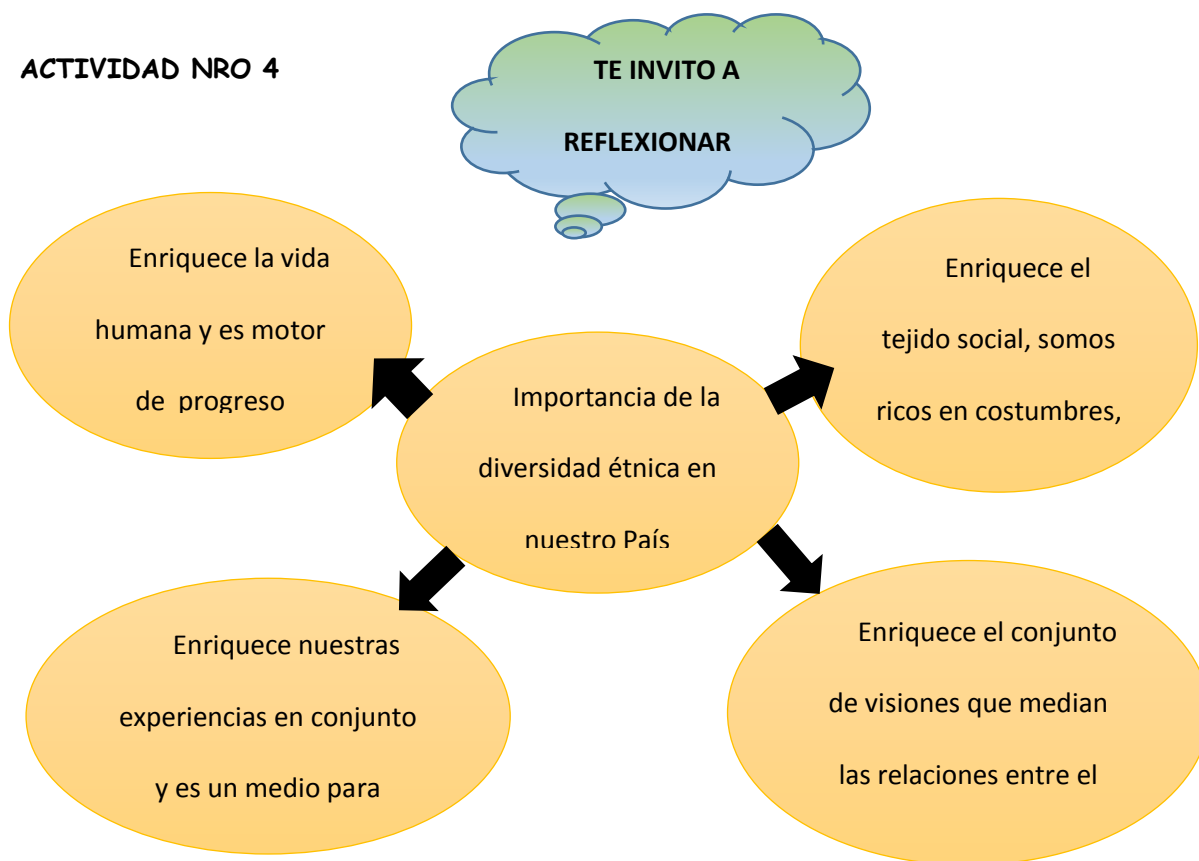 ACTIVIDAD NRO 4
TE INVITO A
REFLEXIONAR
Enriquece la vida
humana y es motor
de progreso
Enriquece el
tejido social, somos
ricos en costumbres,
Importancia de la
diversidad étnica en
nuestro País
Enriquece nuestras
experiencias en conjunto
y es un medio para
Enriquece el conjunto
de visiones que median
las relaciones entre el